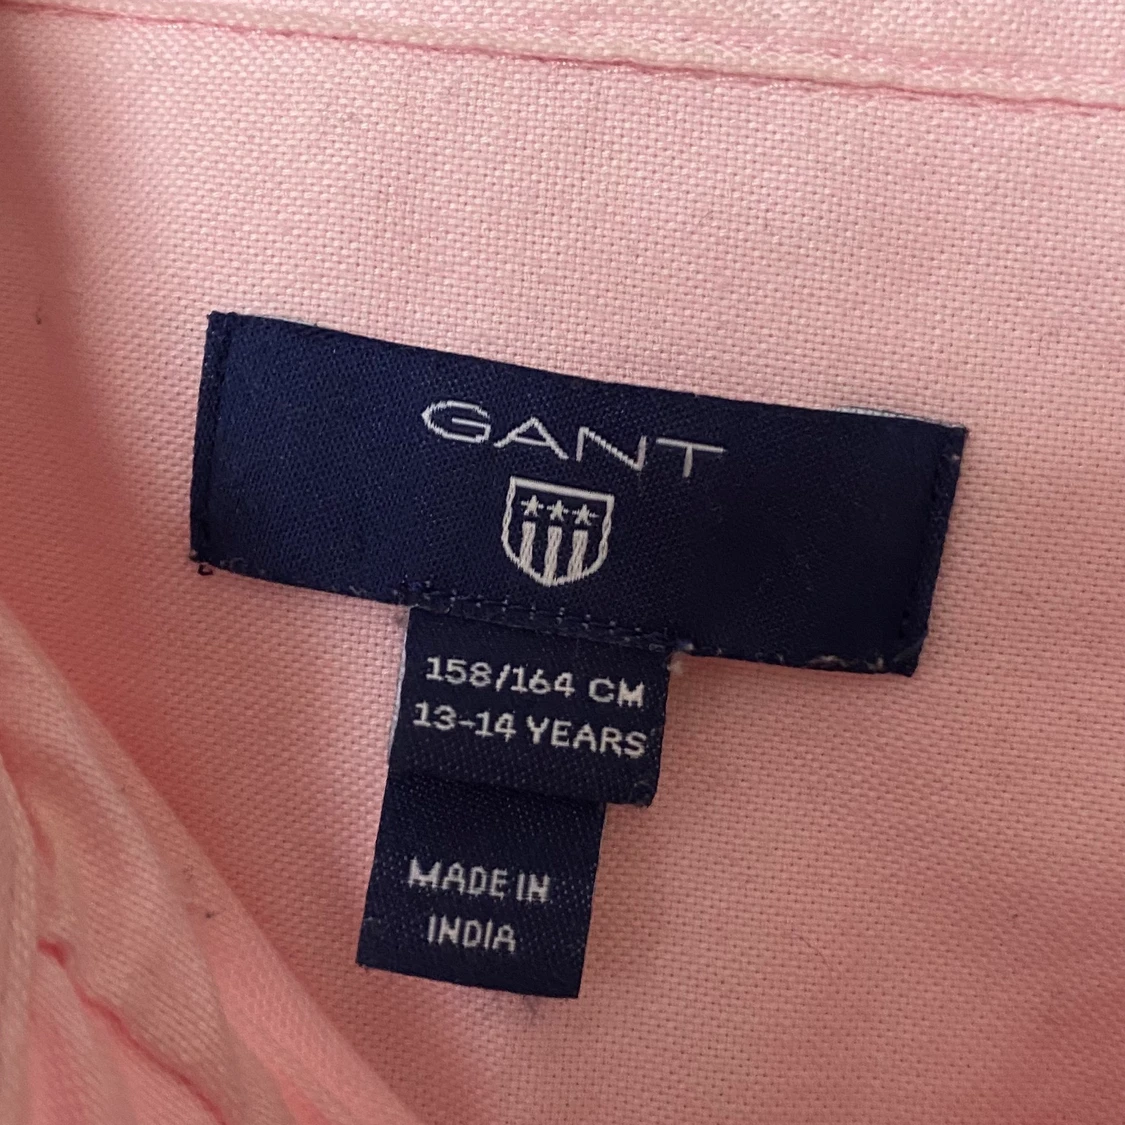 GANT
158/164 CM
13-14 YEARS
MADE IN
INDIA